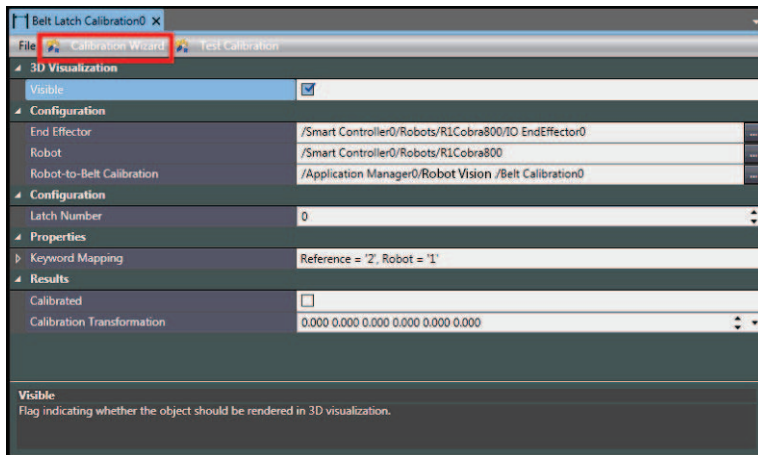 Belt Latch Calibration0 X
File Calibration Wizard Test Calibration
3D Visualization
Visible
Configuration
End Effector /Smart Controller0/Robots/R1Cobra800/IO EndEffector0 ...
Robot /Smart Controller0/Robots/R1Cobra800 ...
Robot-to-Belt Calibration /Application Manager0/Robot Vision /Belt Calibration0 ...
Configuration
Latch Number 0
Properties
Keyword Mapping Reference = '2', Robot = '1'
Results
Calibrated
Calibration Transformation 0.000 0.000 0.000 0.000 0.000 0.000
Visible
Flag indicating whether the object should be rendered in 3D visualization.